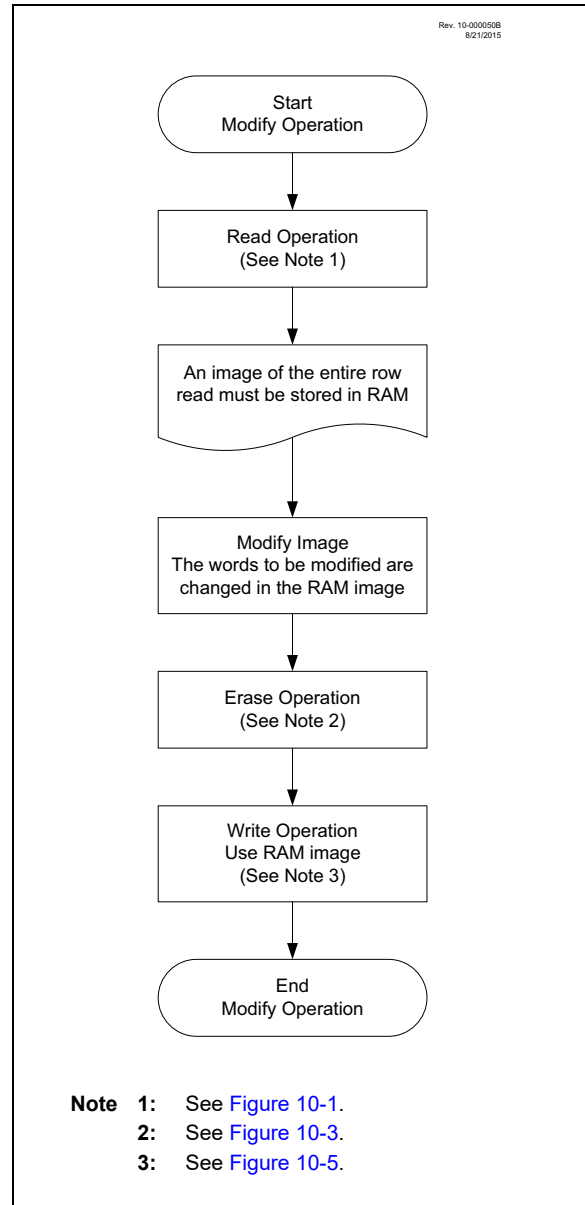 Rev. 10-000050B
8/21/2015
Start
Modify Operation
Read Operation
(See Note 1)
An image of the entire row
read must be stored in RAM
Modify Image
The words to be modified are
changed in the RAM image
Erase Operation
(See Note 2)
Write Operation
Use RAM image
(See Note 3)
End
Modify Operation
Note 1: See Figure 10-1.
2: See Figure 10-3.
3: See Figure 10-5.